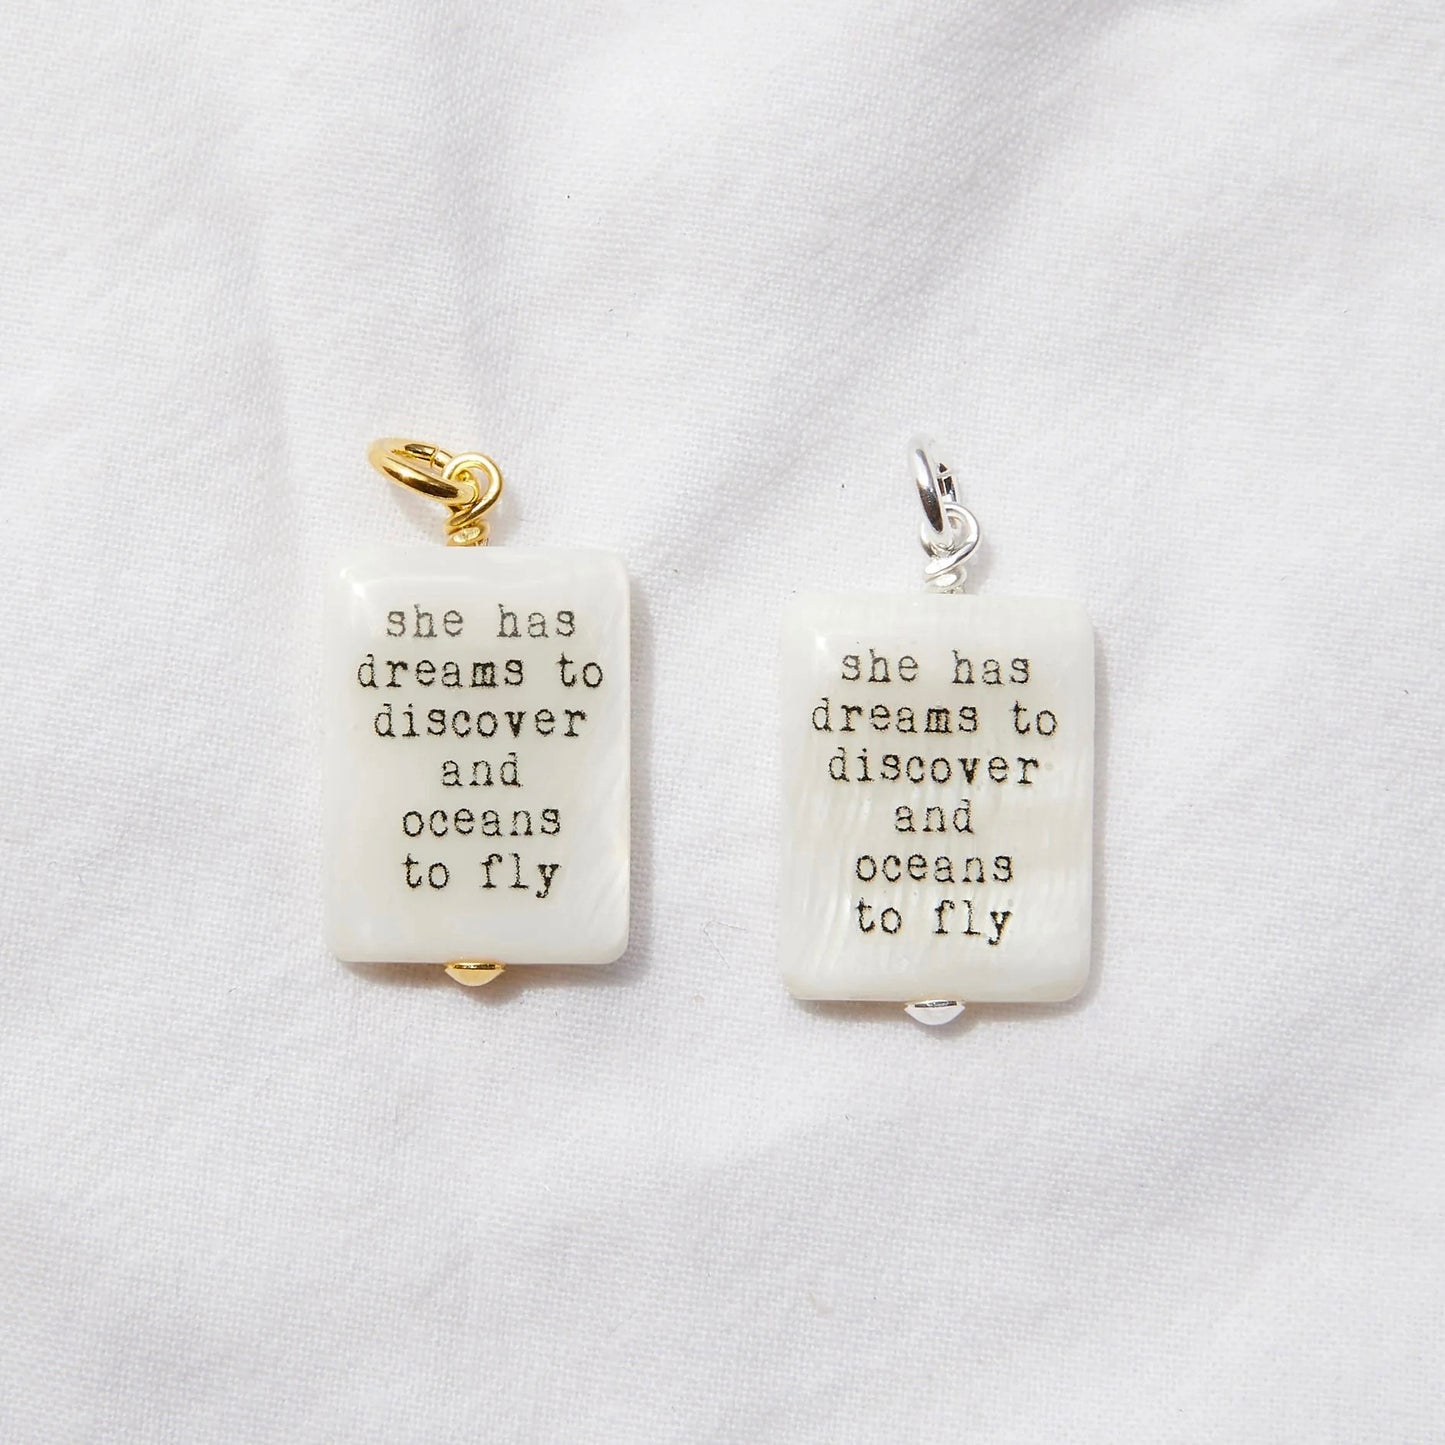 she has
dreams to
discover
and
oceans
to fly
she has
dreams to
discover
and
oceans
to fly